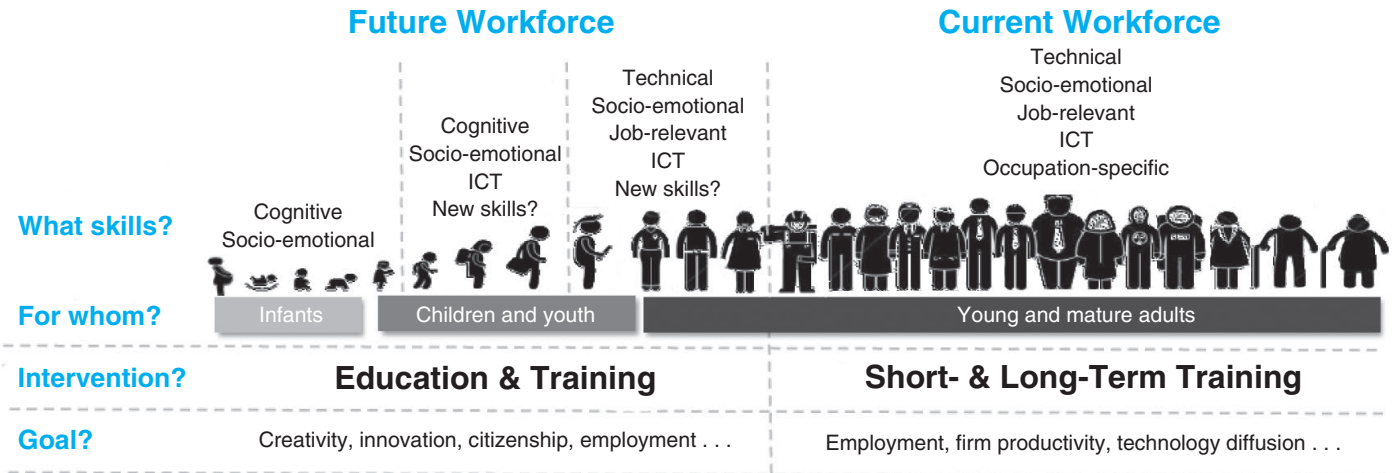 Future Workforce
Current Workforce
What skills?
Cognitive
Socio-emotional
Cognitive
Socio-emotional
ICT
New skills?
Technical
Socio-emotional
Job-relevant
ICT
New skills?
Technical
Socio-emotional
Job-relevant
ICT
Occupation-specific
For whom?
Infants
Children and youth
Young and mature adults
Intervention?
Education & Training
Short- & Long-Term Training
Goal?
Creativity, innovation, citizenship, employment . . .
Employment, firm productivity, technology diffusion . . .